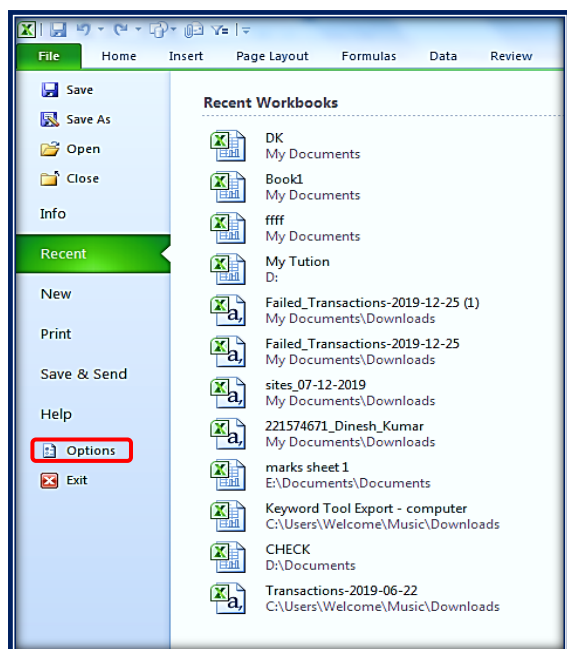 File Home Insert Page Layout Formulas Data Review
Save
Save As
Open
Close
Info
Recent
New
Print
Save & Send
Help
Options
Exit
Recent Workbooks
DK
My Documents
Book1
My Documents
ffff
My Documents
My Tution
D:
Failed_Transactions-2019-12-25 (1)
My Documents\Downloads
Failed_Transactions-2019-12-25
My Documents\Downloads
sites_07-12-2019
My Documents\Downloads
221574671_Dinesh_Kumar
My Documents\Downloads
marks sheet 1
E:\Documents\Documents
Keyword Tool Export - computer
C:\Users\Welcome\Music\Downloads
CHECK
D:\Documents
Transactions-2019-06-22
C:\Users\Welcome\Music\Downloads